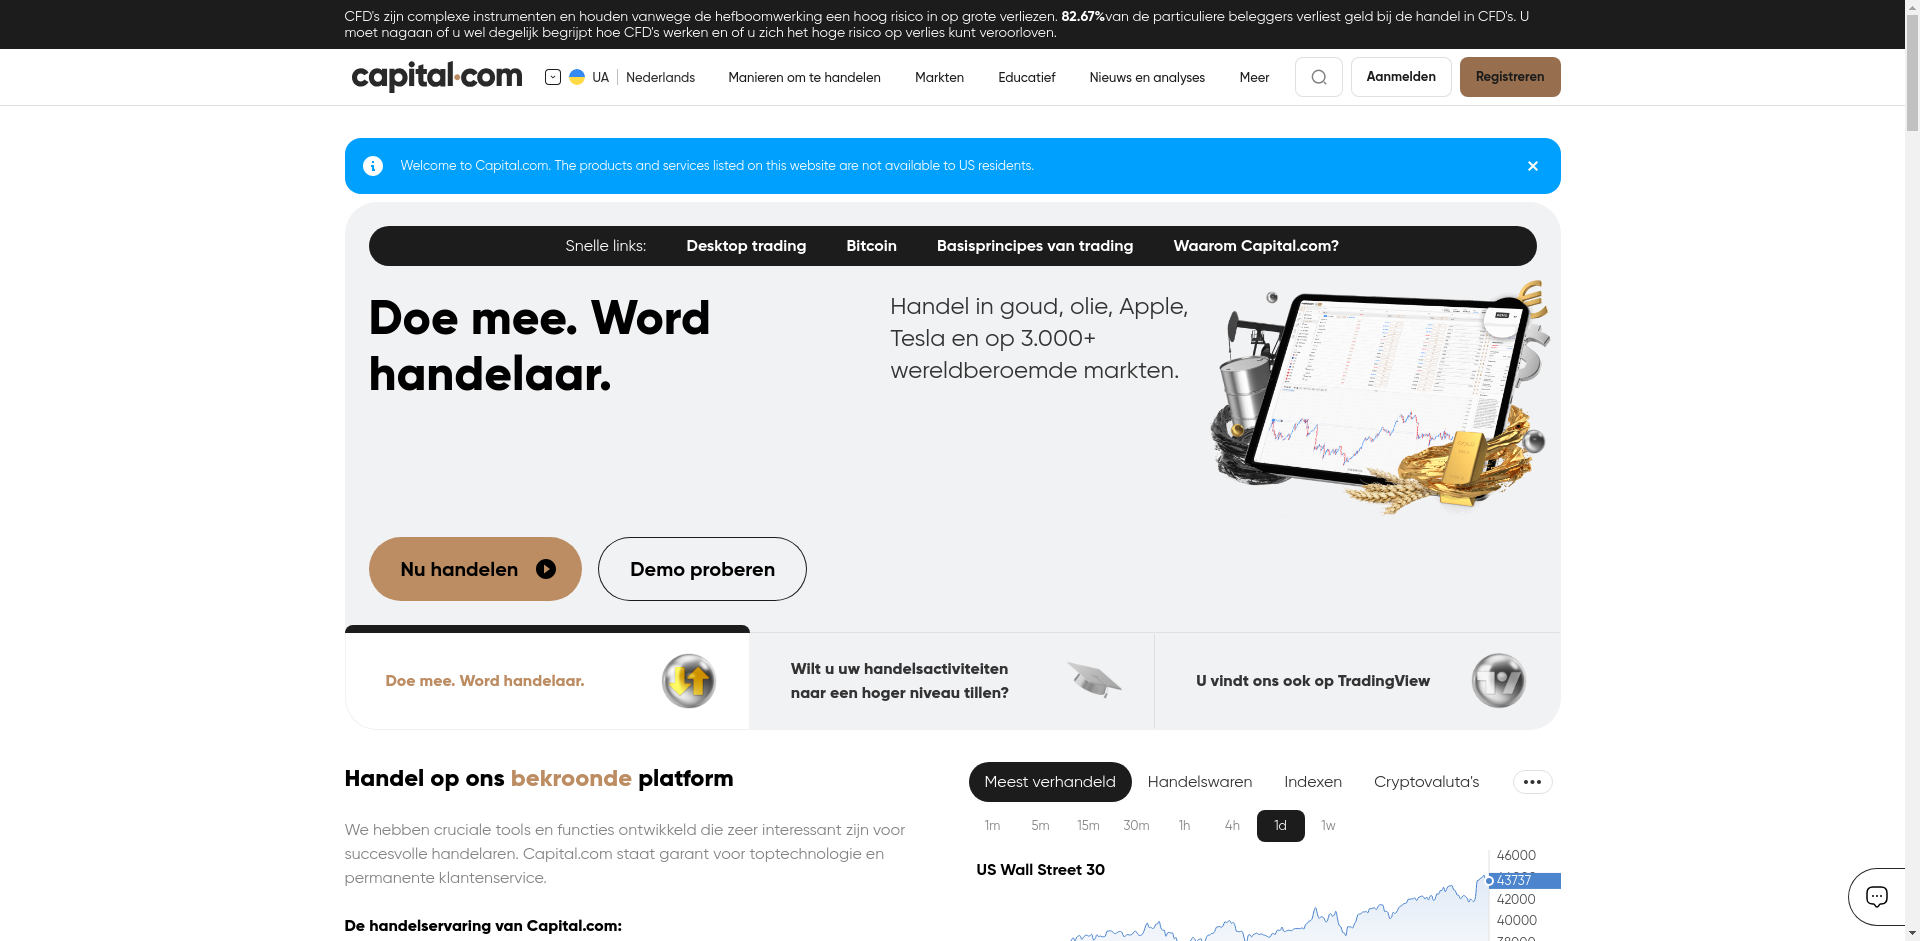 CFD's zijn complexe instrumenten en houden vanwege de hefboomwerking een hoog risico in op grote verliezen. 82.67%van de particuliere beleggers verliest geld bij de handel in CFD's. U
moet nagaan of u wel degelijk begrijpt hoe CFD's werken en of u zich het hoge risico op verlies kunt veroorloven.
capital.com
UA
Nederlands
Manieren om te handelen
Markten
Educatief
Nieuws en analyses
Meer
Aanmelden
Registreren
Welcome to Capital.com. The products and services listed on this website are not available to US residents.
Snelle links:
Desktop trading
Bitcoin
Basisprincipes van trading
Waarom Capital.com?
Doe mee. Word
handelaar.
Handel in goud, olie, Apple,
Tesla en op 3.000+
wereldberoemde markten.
Nu handelen
Demo proberen
Doe mee. Word handelaar.
Wilt u uw handelsactiviteiten
naar een hoger niveau tillen?
U vindt ons ook op TradingView
Handel op ons bekroonde platform
We hebben cruciale tools en functies ontwikkeld die zeer interessant zijn voor
succesvolle handelaren. Capital.com staat garant voor toptechnologie en
permanente klantenservice.
De handelservaring van Capital.com:
Meest verhandeld
Handelswaren
Indexen
Cryptovaluta's
1m
5m
15m
30m
1h
4h
1d
1w
US Wall Street 30
46000
43737
42000
40000
38000